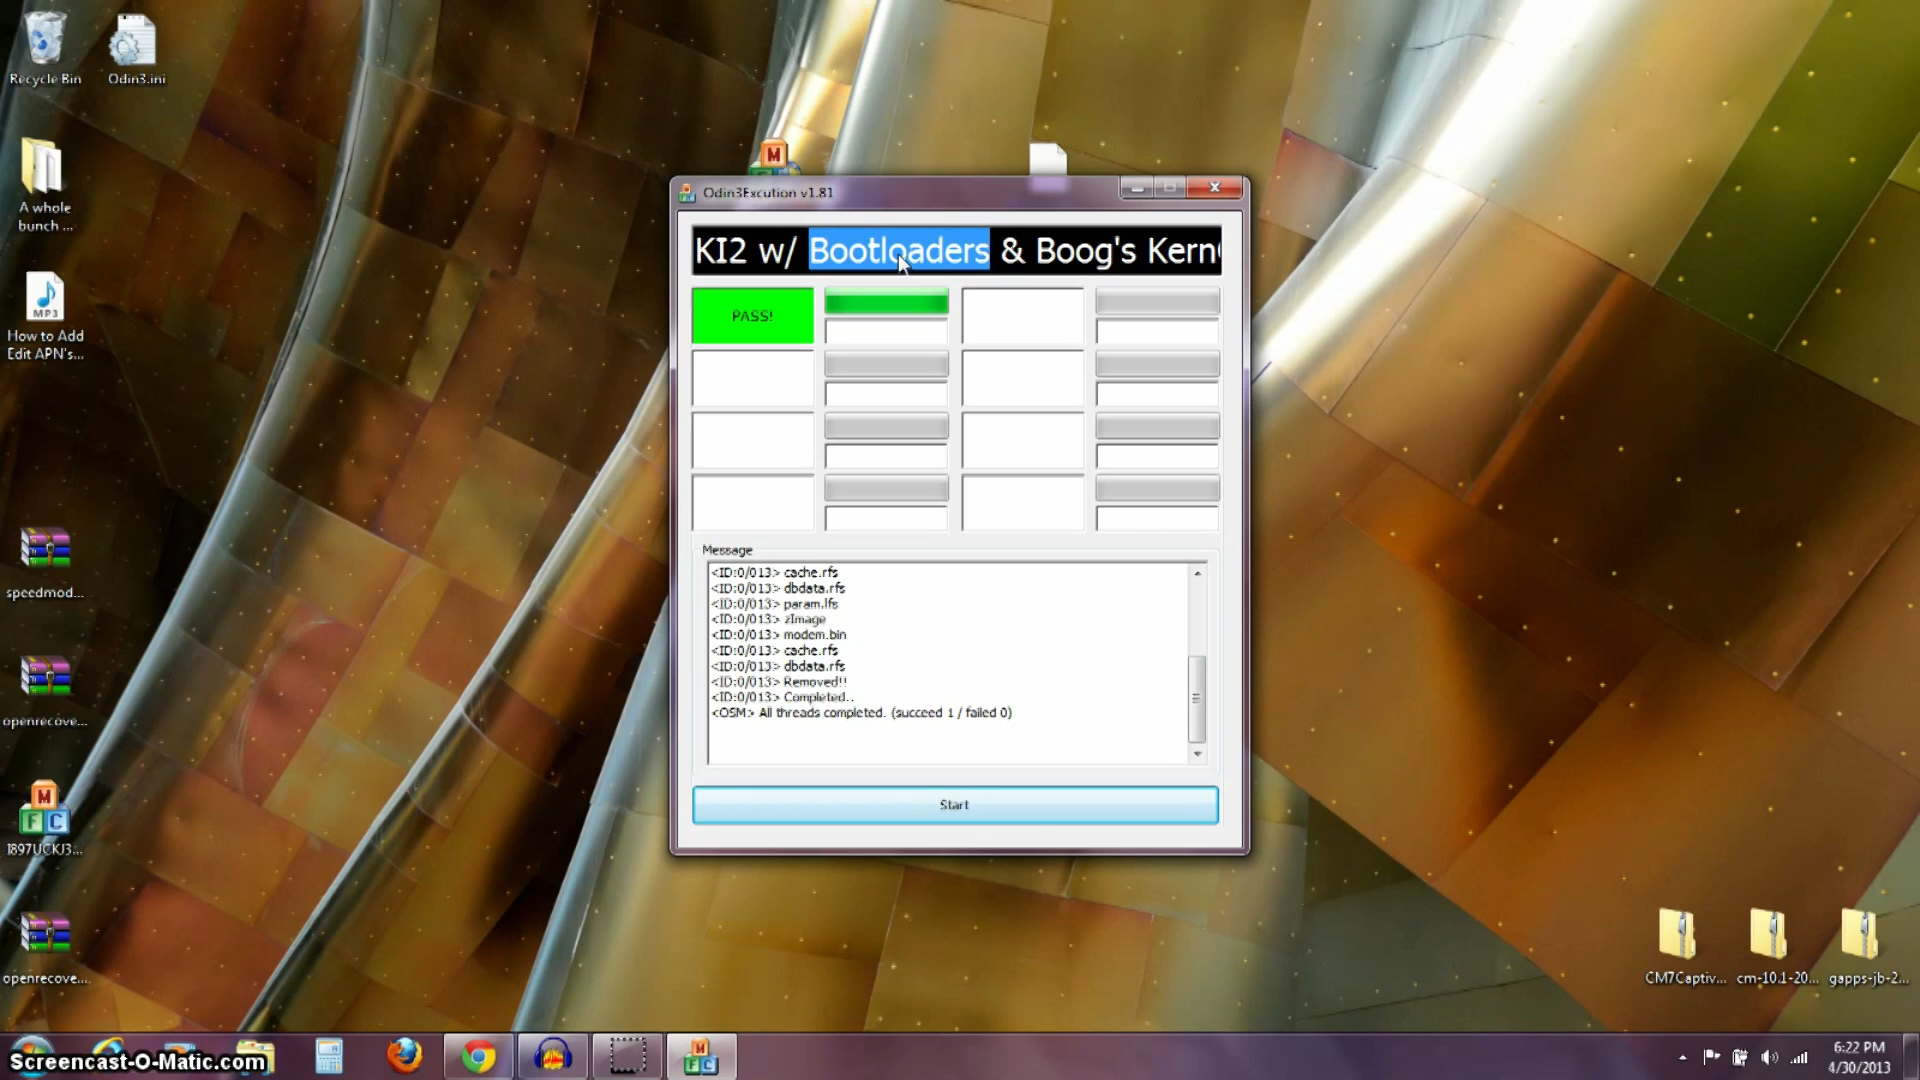 Recycle Bin
Odin3.ini
A whole
bunch ...
MP3
How to Add
Edit APN's...
speedmod...
openrecove...
M
F C
I897UCKJ3...
openrecove...
M
Odin3Excution v1.81
KI2 w/ Bootloaders & Boog's Kern
PASS!
Message
<ID:0/013> cache.rfs
<ID:0/013> dbdata.rfs
<ID:0/013> param.lfs
<ID:0/013> zImage
<ID:0/013> modem.bin
<ID:0/013> cache.rfs
<ID:0/013> dbdata.rfs
<ID:0/013> Removed!!
<ID:0/013> Completed..
<OSM> All threads completed. (succeed 1 / failed 0)
Start
CM7Captiv...
cm-10.1-20...
gapps-jb-2...
Screencast-O-Matic.com
M
F C
6:22 PM
4/30/2013